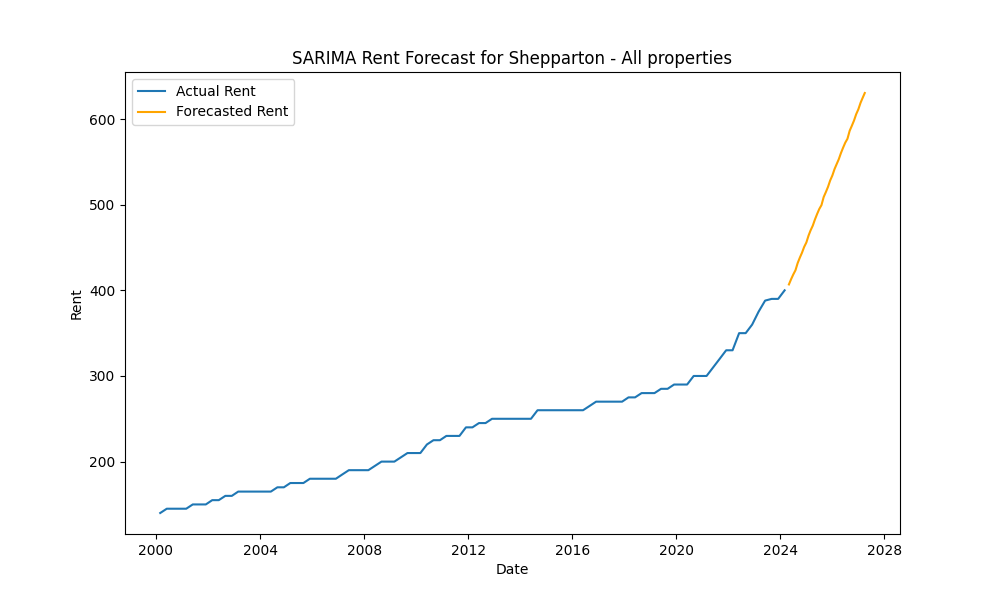 SARIMA Rent Forecast for Shepparton - All properties
Actual Rent
Forecasted Rent
600
500
400
300
200
Rent
2000 2004 2008 2012 2016 2020 2024 2028
Date